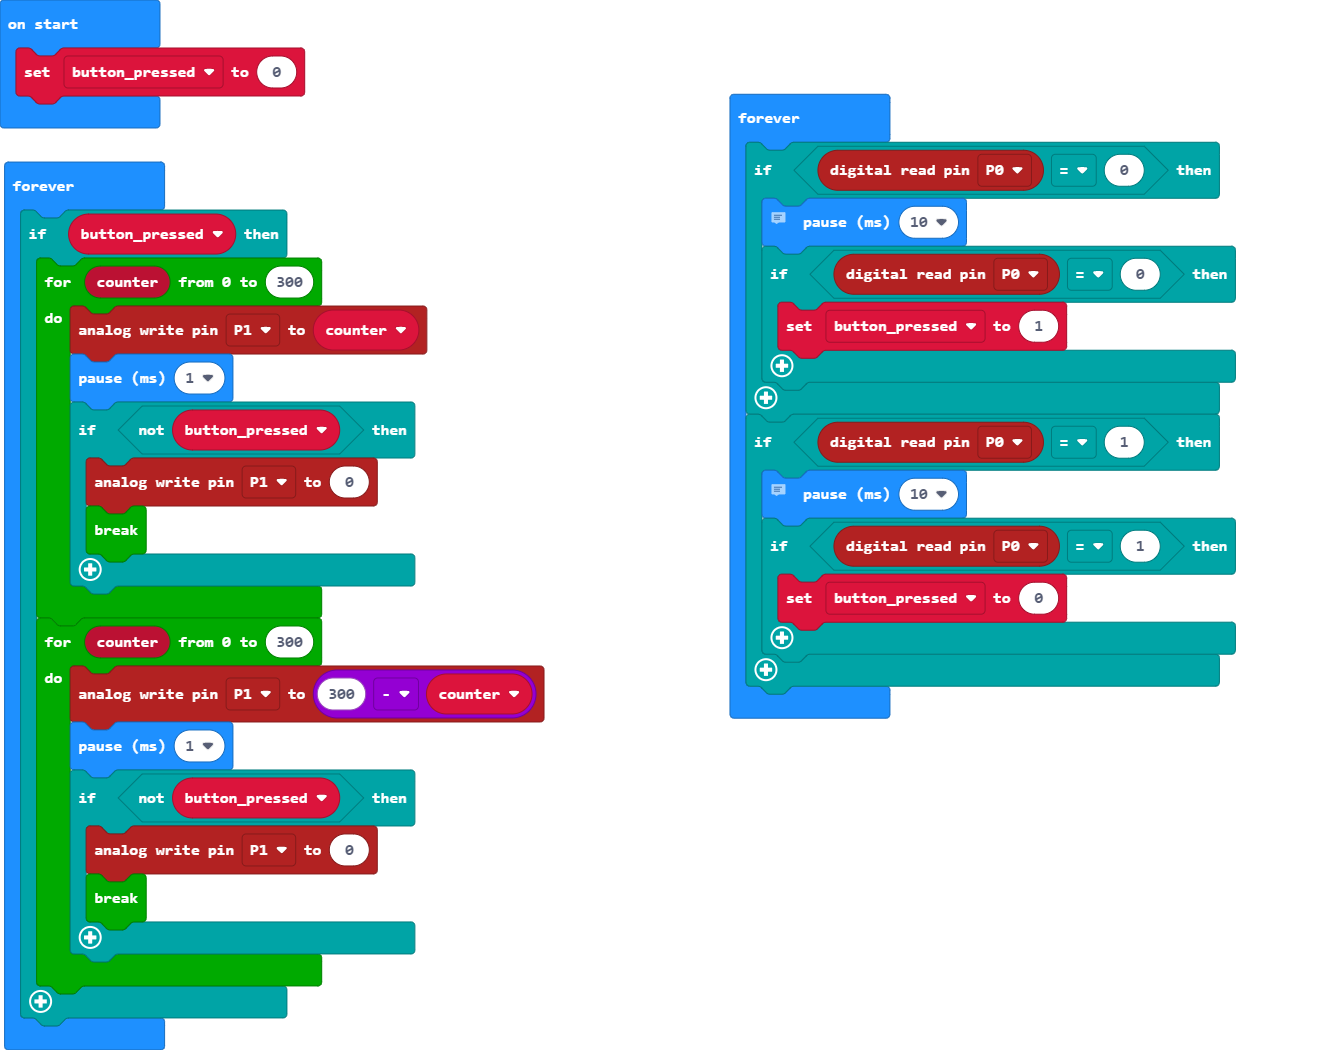 on start
set button_pressed to 0
forever
if button_pressed then
for counter from 0 to 300
do
analog write pin P1 to counter
pause (ms) 1
if not button_pressed then
analog write pin P1 to 0
break
for counter from 0 to 300
do
analog write pin P1 to 300 - counter
pause (ms) 1
if not button_pressed then
analog write pin P1 to 0
break
forever
if digital read pin P0 = 0 then
pause (ms) 10
if digital read pin P0 = 0 then
set button_pressed to 1
if digital read pin P0 = 1 then
pause (ms) 10
if digital read pin P0 = 1 then
set button_pressed to 0